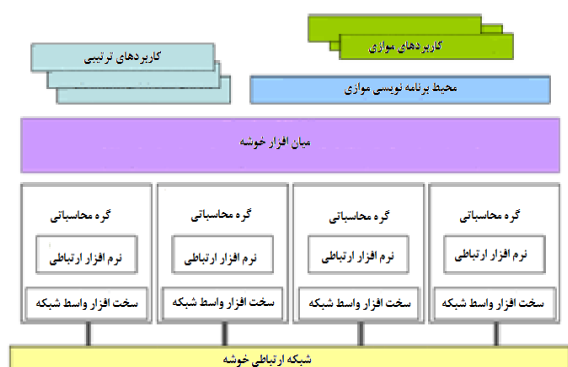 کاربردهای موازی
کاربردهای ترتیبی
محیط برنامه نویسی موازی
میان افزار خوشه
گره محاسباتی
گره محاسباتی
گره محاسباتی
گره محاسباتی
نرم افزار ارتباطی
نرم افزار ارتباطی
نرم افزار ارتباطی
نرم افزار ارتباطی
سخت افزار واسط شبکه
سخت افزار واسط شبکه
سخت افزار واسط شبکه
سخت افزار واسط شبکه
شبکه ارتباطی خوشه